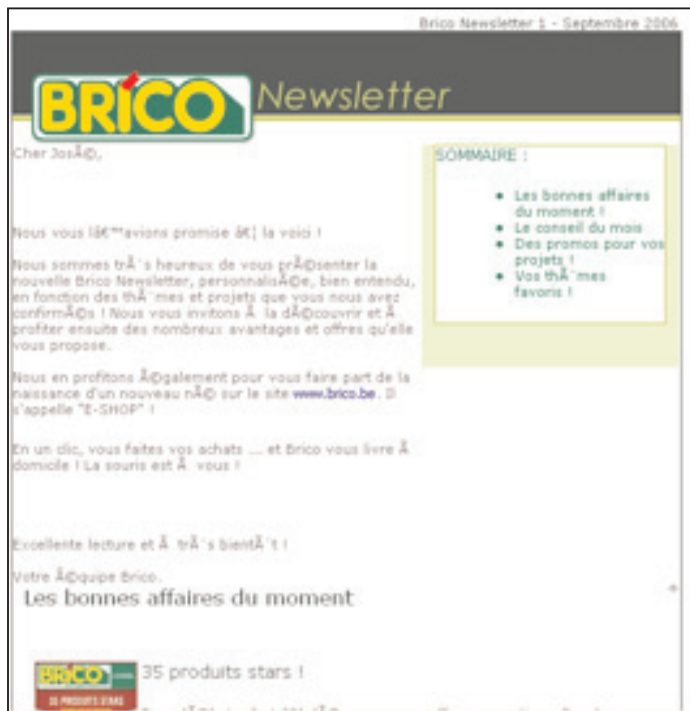 Brico Newsletter 1 - Septembre 2006
BRICO Newsletter
Cher JosÃ©,
Nous vous lâ€™avions promise â€¦ la voici !
Nous sommes trÃ¨s heureux de vous prÃ©senter la
nouvelle Brico Newsletter, personnalisÃ©e, bien entendu,
en fonction des thÃ¨mes et projets que vous nous avez
confirmÃ©s ! Nous vous invitons Ã la dÃ©couvrir et Ã
profiter ensuite des nombreux avantages et offres qu'elle
vous propose.
Nous en profitons Ã©galement pour vous faire part de la
naissance d'un nouveau nÃ© sur le site www.brico.be. Il
s'appelle "E-SHOP" !
En un clic, vous faites vos achats ... et Brico vous livre Ã
domicile ! La souris est Ã vous !
Excellente lecture et Ã trÃ¨s bientÃ´t !
Votre Ã©quipe Brico.
SOMMAIRE :
• Les bonnes affaires
du moment !
• Le conseil du mois
• Des promos pour vos
projets !
• Vos thÃ¨mes
favoris !
Les bonnes affaires du moment
BRICO
35 PRODUITS STARS
35 produits stars !